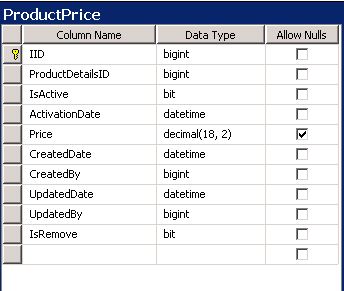 ProductPrice
Column Name Data Type Allow Nulls
IID bigint
ProductDetailsID bigint
IsActive bit
ActivationDate datetime
Price decimal(18, 2)
CreatedDate datetime
CreatedBy bigint
UpdatedDate datetime
UpdatedBy bigint
IsRemove bit